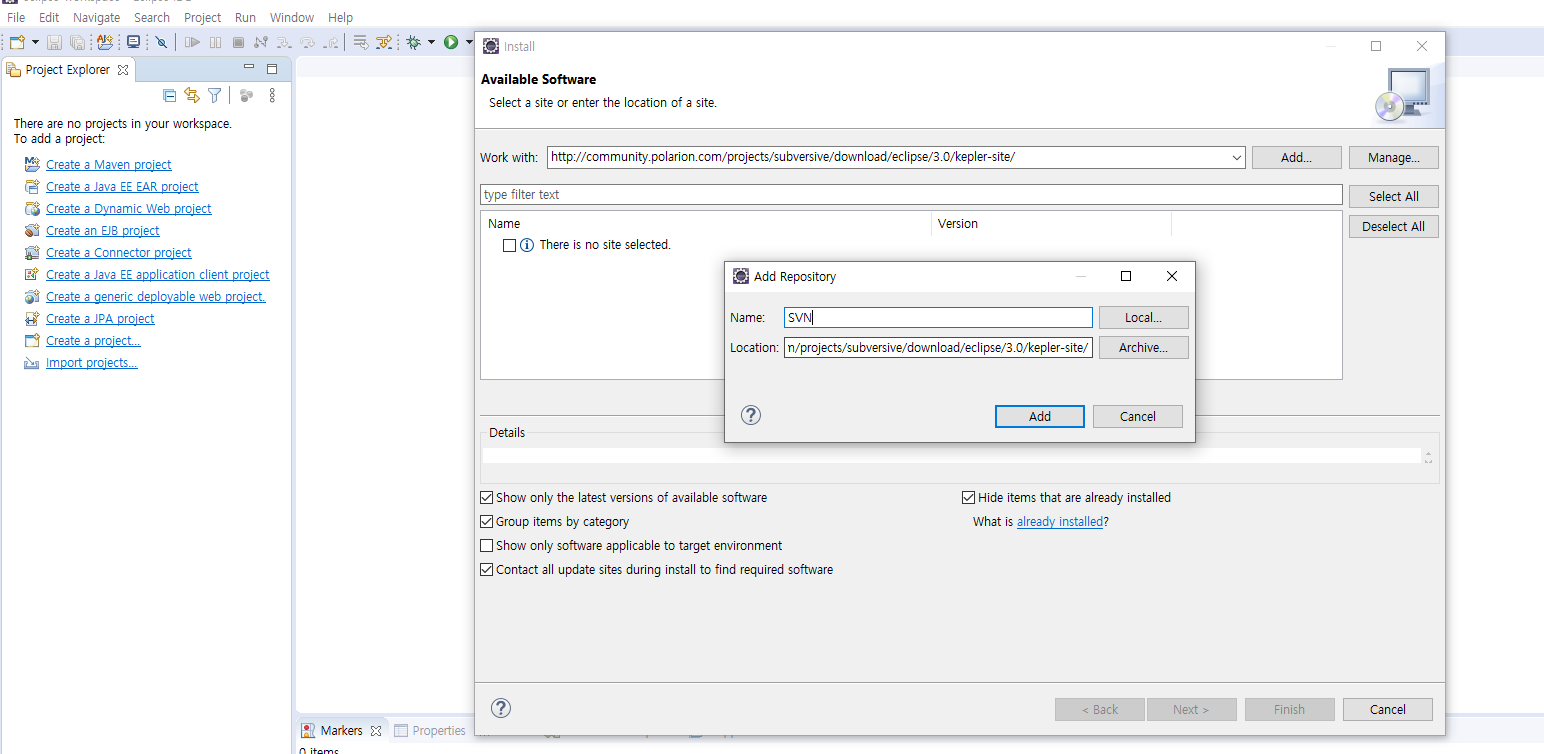 File Edit Navigate Search Project Run Window Help
Project Explorer
There are no projects in your workspace.
To add a project:
Create a Maven project
Create a Java EE EAR project
Create a Dynamic Web project
Create an EJB project
Create a Connector project
Create a Java EE application client project
Create a generic deployable web project.
Create a JPA project
Create a project...
Import projects...
Install
Available Software
Select a site or enter the location of a site.
Work with: http://community.polarion.com/projects/subversive/download/eclipse/3.0/kepler-site/ Add... Manage...
type filter text Select All
Name Version Deselect All
There is no site selected.
Add Repository
Name: SVN Local...
Location: n/projects/subversive/download/eclipse/3.0/kepler-site/ Archive...
Add Cancel
Details
Show only the latest versions of available software Hide items that are already installed
Group items by category What is already installed?
Show only software applicable to target environment
Contact all update sites during install to find required software
< Back Next > Finish Cancel
Markers Properties
0 items